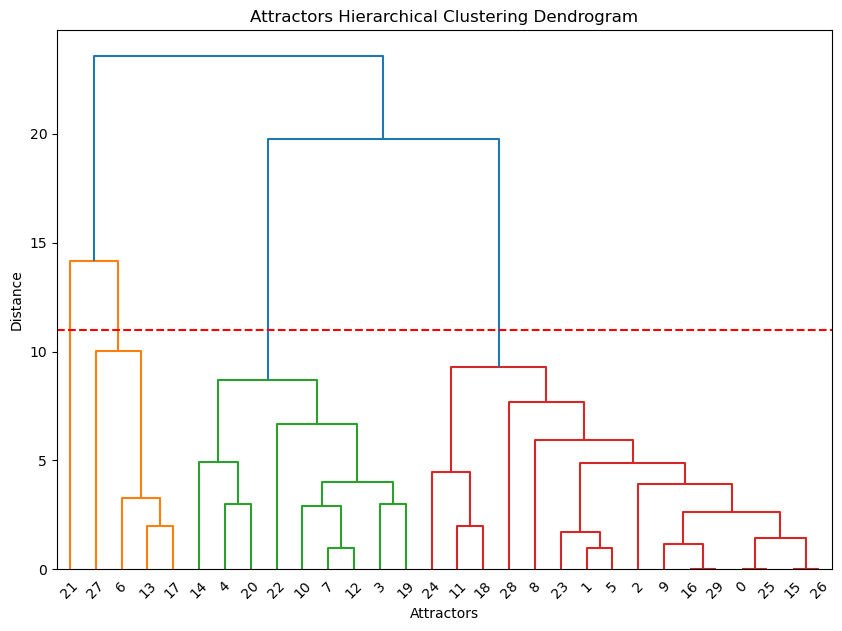 Attractors Hierarchical Clustering Dendrogram
Distance
20
15
10
5
0
21 27 6 13 17 14 4 20 22 10 7 12 3 19 24 11 18 28 8 23 1 5 2 9 16 29 0 25 15 26
Attractors